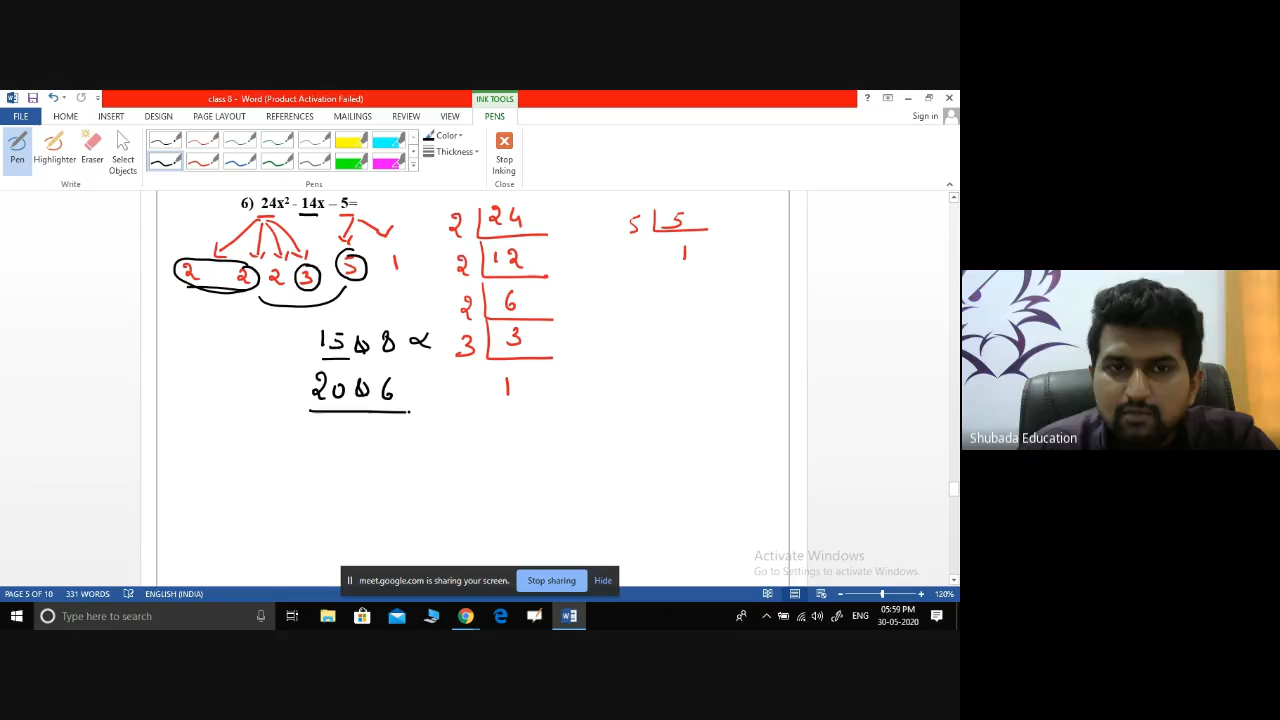 class 8 - Word (Product Activation Failed)
INK TOOLS
Sign in
FILE HOME INSERT DESIGN PAGE LAYOUT REFERENCES MAILINGS REVIEW VIEW PENS
Pen Highlighter Eraser Select Objects
Color
Thickness
Stop Inking
Write Pens Close
6) 24x² - 14x – 5=
2 2 2 3 5 1
15 8
20 6
2 24
2 12
2 6
3 3
1
5 5
1
Shubada Education
Activate Windows
Go to Settings to activate Windows.
meet.google.com is sharing your screen. Stop sharing Hide
PAGE 5 OF 10 331 WORDS ENGLISH (INDIA) 120%
Type here to search
ENG
05:59 PM
30-05-2020